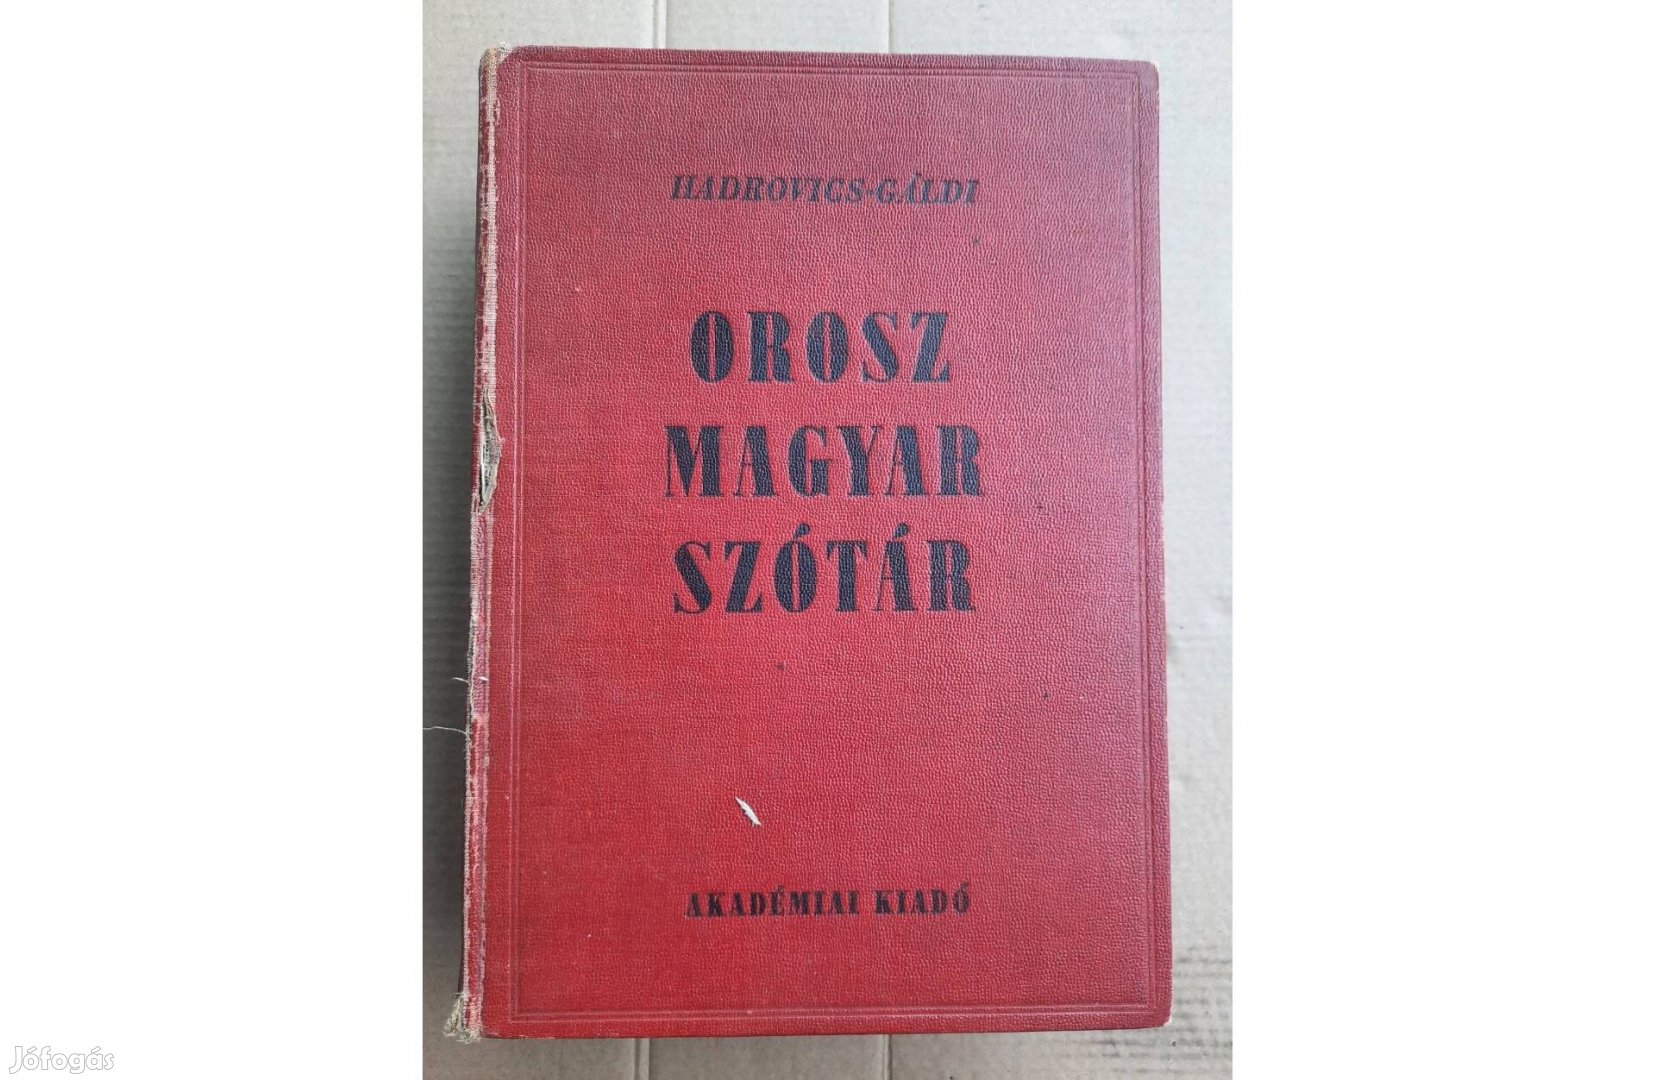 HADROVICS-GÁLDI
OROSZ
MAGYAR
SZÓTÁR
AKADÉMIAI KIADÓ
Jófogás